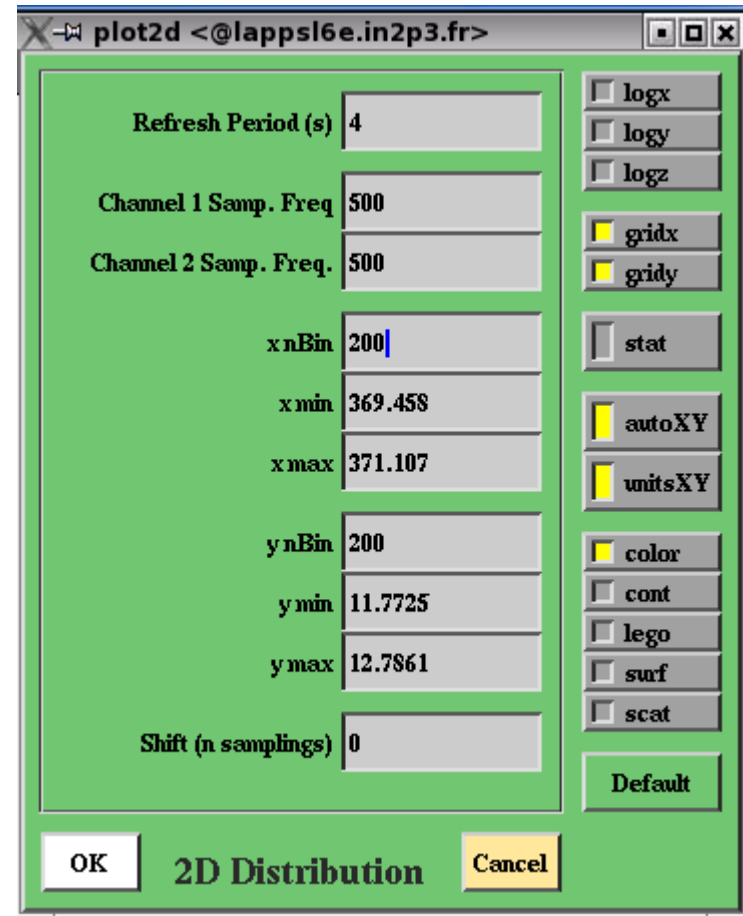 plot2d <@lappsl6e.in2p3.fr>
Refresh Period (s) 4
Channel 1 Samp. Freq 500
Channel 2 Samp. Freq. 500
x nBin 200
x min 369.458
x max 371.107
y nBin 200
y min 11.7725
y max 12.7861
Shift (n samplings) 0
logx
logy
logz
gridx
gridy
stat
autoXY
unitsXY
color
cont
lego
surf
scat
Default
OK 2D Distribution Cancel